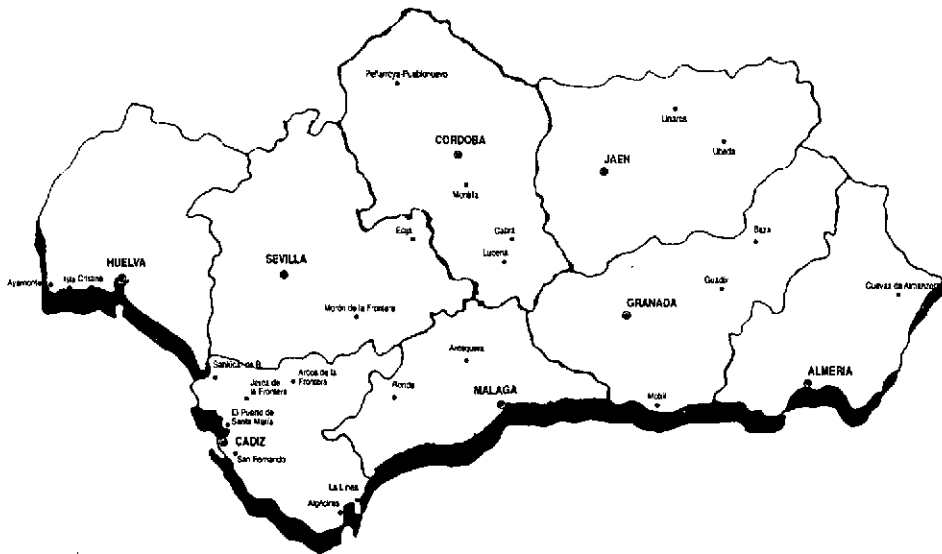 Peñarroya-Pueblonuevo
Linares
CORDOBA
Ubeda
JAEN
Montilla
Ecija
Cabra
Baza
Lucena
HUELVA
SEVILLA
Ayamonte
Isla Cristina
Guadix
Cuevas de Almanzora
GRANADA
Morón de la Frontera
Antequera
Sanlúcar de B.
Arcos de la
Frontera
Jerez de
la Frontera
Ronda
MALAGA
ALMERIA
Motril
El Puerto de
Santa María
CADIZ
San Fernando
La Línea
Algeciras